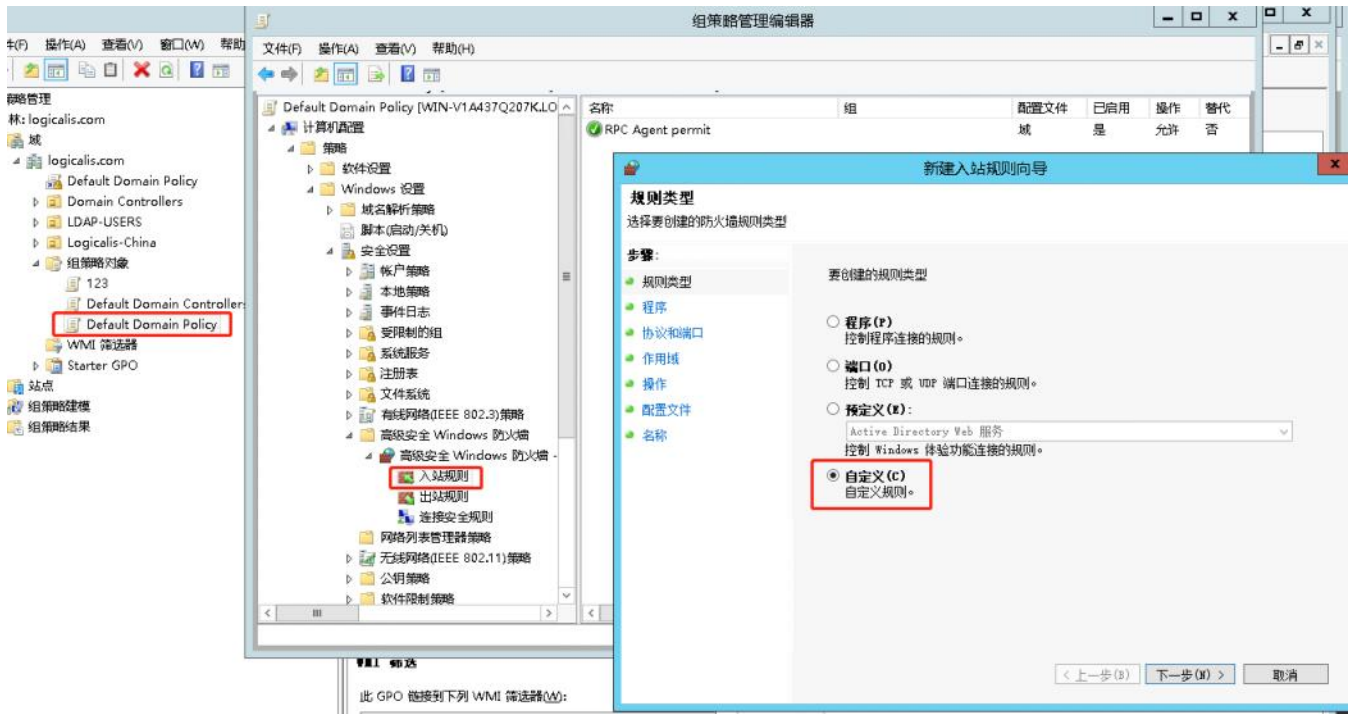 组策略管理编辑器
件(F) 操作(A) 查看(V) 窗口(W) 帮助
文件(F) 操作(A) 查看(V) 帮助(H)
策略管理
林: logicalis.com
域
logicalis.com
Default Domain Policy
Domain Controllers
LDAP-USERS
Logicalis-China
组策略对象
123
Default Domain Controllers
Default Domain Policy
WMI 筛选器
Starter GPO
站点
组策略建模
组策略结果
Default Domain Policy [WIN-V1A437Q207K.LO
计算机配置
策略
软件设置
Windows 设置
域名解析策略
脚本(启动/关机)
安全设置
帐户策略
本地策略
事件日志
受限制的组
系统服务
注册表
文件系统
有线网络(IEEE 802.3)策略
高级安全 Windows 防火墙
高级安全 Windows 防火墙 -
入站规则
出站规则
连接安全规则
网络列表管理器策略
无线网络(IEEE 802.11)策略
公钥策略
软件限制策略
名称 组 配置文件 已启用 操作 替代
RPC Agent permit 域 是 允许 否
新建入站规则向导
规则类型
选择要创建的防火墙规则类型
步骤:
规则类型
程序
协议和端口
作用域
操作
配置文件
名称
要创建的规则类型
程序(P)
控制程序连接的规则。
端口(O)
控制 TCP 或 UDP 端口连接的规则。
预定义(E):
Active Directory Web 服务
控制 Windows 体验功能连接的规则。
自定义(C)
自定义规则。
< 上一步(B) 下一步(N) > 取消
WMI 筛选
此 GPO 链接到下列 WMI 筛选器(W):